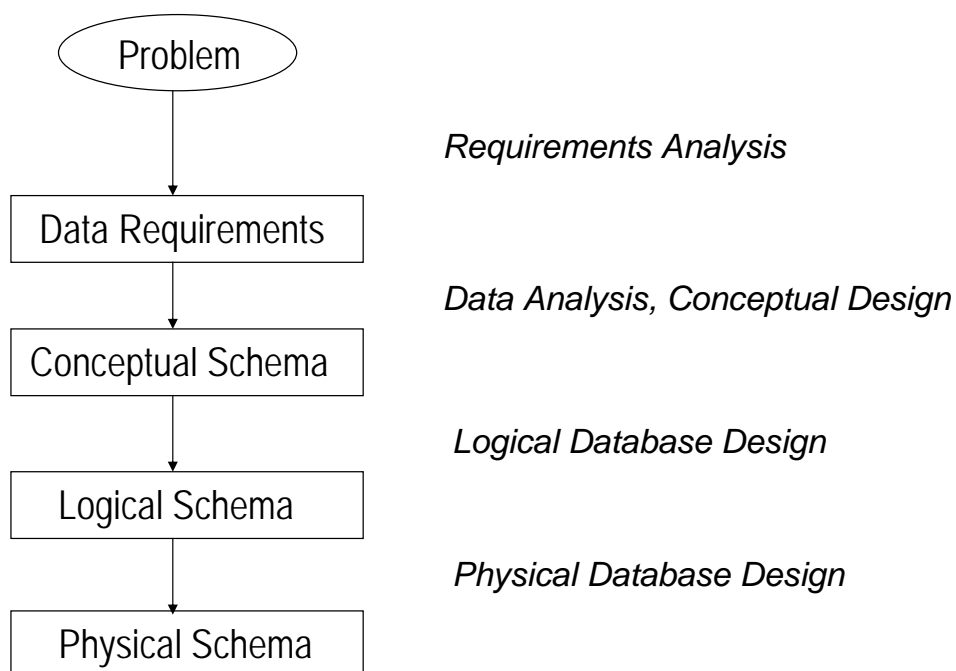 Problem
Requirements Analysis
Data Requirements
Data Analysis, Conceptual Design
Conceptual Schema
Logical Database Design
Logical Schema
Physical Database Design
Physical Schema